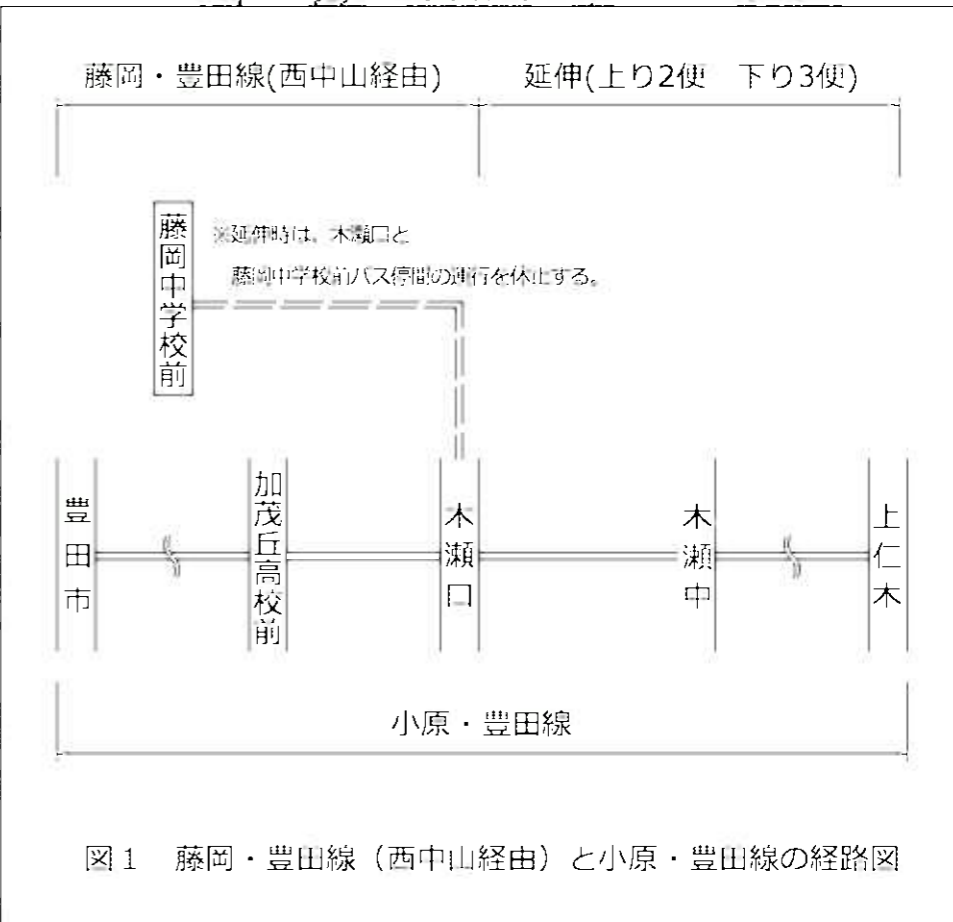 藤岡・豊田線(西中山経由)
延伸(上り2便　下り3便)
藤岡中学校前
※延伸時は、木瀬口と
藤岡中学校前バス停間の運行を休止する。
豊田市
加茂丘高校前
木瀬口
木瀬中
上仁木
小原・豊田線
図1　藤岡・豊田線（西中山経由）と小原・豊田線の経路図